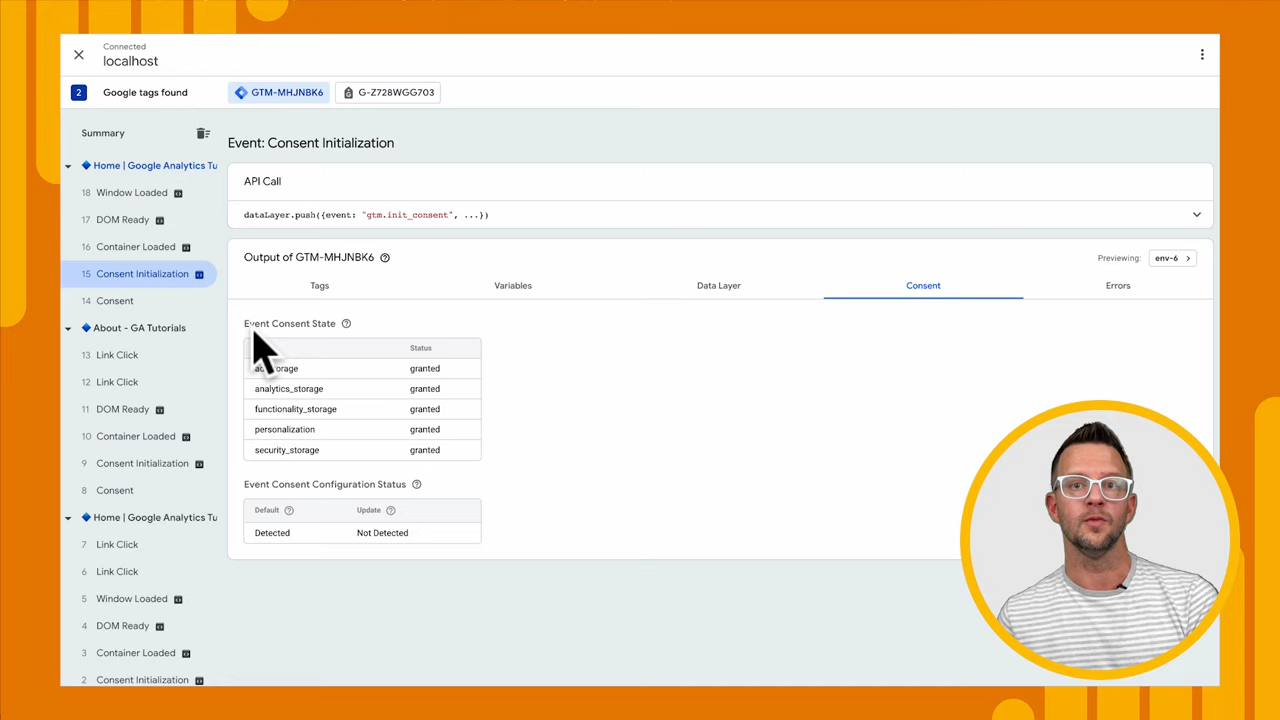 Connected
localhost
2 Google tags found GTM-MHJNBK6 G-Z728WGG703
Summary
Home | Google Analytics Tu
18 Window Loaded
17 DOM Ready
16 Container Loaded
15 Consent Initialization
14 Consent
About - GA Tutorials
13 Link Click
12 Link Click
11 DOM Ready
10 Container Loaded
9 Consent Initialization
8 Consent
Home | Google Analytics Tu
7 Link Click
6 Link Click
5 Window Loaded
4 DOM Ready
3 Container Loaded
2 Consent Initialization
Event: Consent Initialization
API Call
dataLayer.push({event: "gtm.init_consent", ...})
Output of GTM-MHJNBK6
Previewing: env-6
Tags Variables Data Layer Consent Errors
Event Consent State
Status
granted
analytics_storage granted
functionality_storage granted
personalization granted
security_storage granted
Event Consent Configuration Status
Default Update
Detected Not Detected